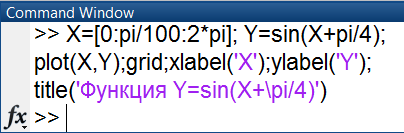 Command Window
>> X=[0:pi/100:2*pi]; Y=sin(X+pi/4);
plot(X,Y);grid;xlabel('X');ylabel('Y');
title('Функция Y=sin(X+\pi/4)')
fx >>